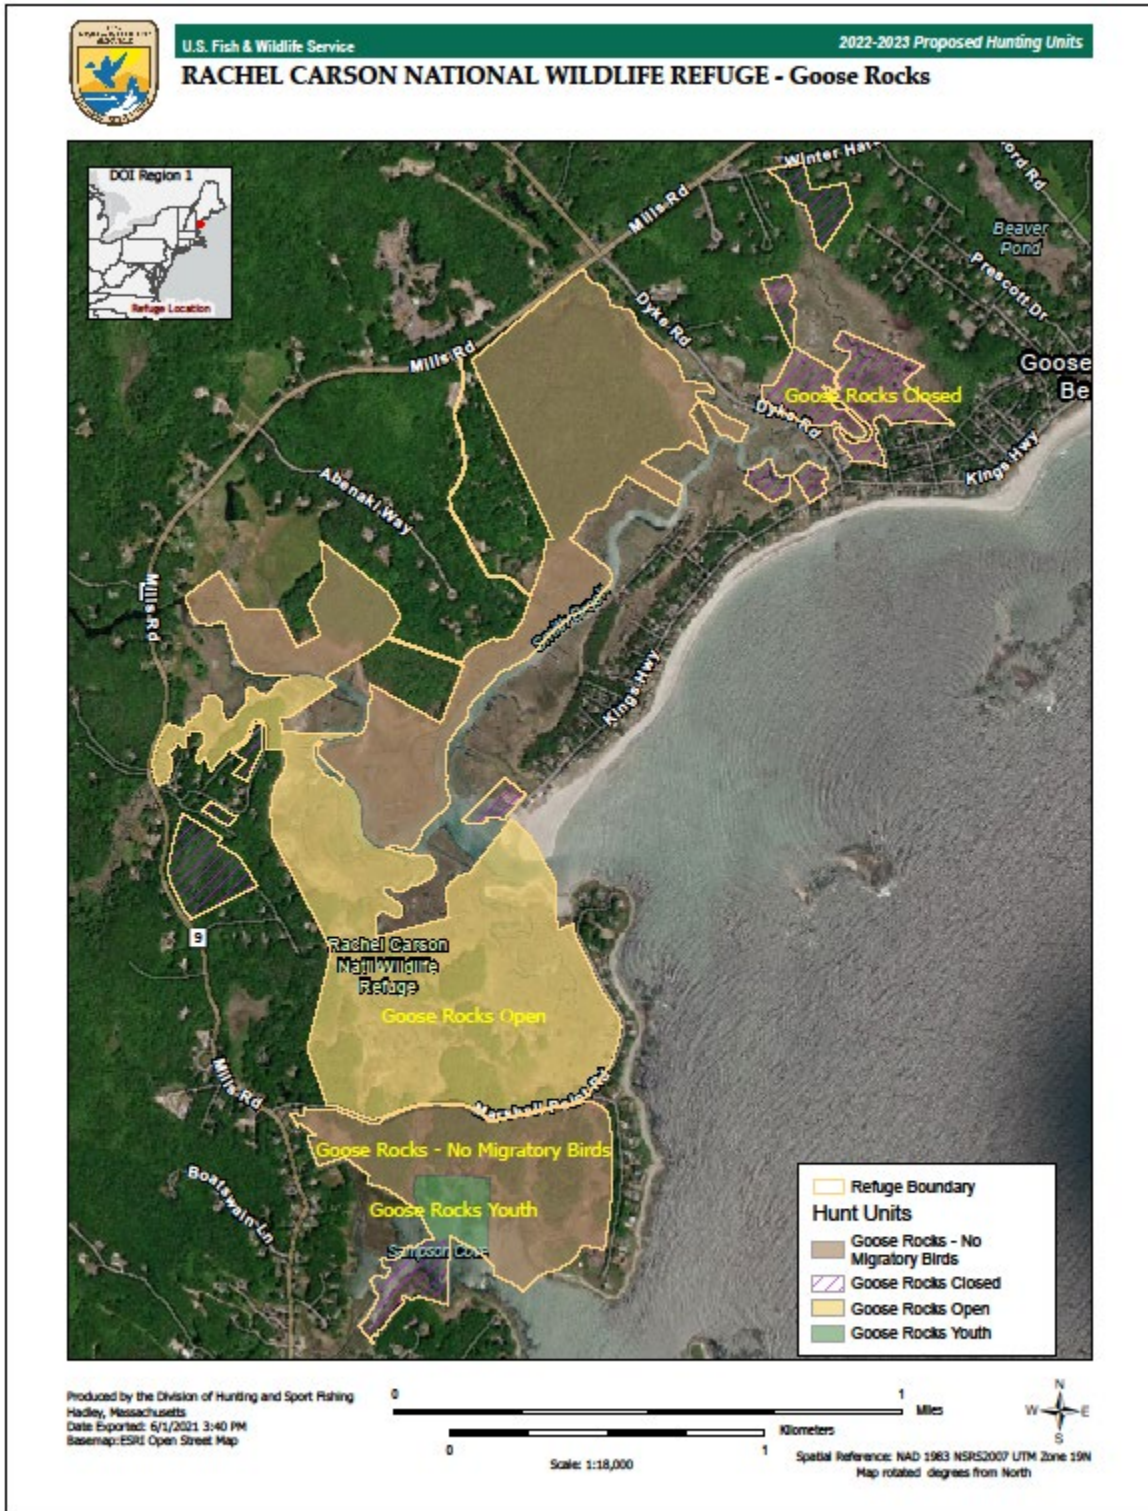 U.S. Fish & Wildlife Service
2022-2023 Proposed Hunting Units
RACHEL CARSON NATIONAL WILDLIFE REFUGE - Goose Rocks
DOI Region 1
Refuge Location
Winter
Mills Rd
Beaver
Pond
Prescott Dr
Dyke Rd
Mills Rd
Goose
Be
Goose Rocks Closed
Dyke Rd
Kings Hwy
Abenaki Way
Mills Rd
Kings Hwy
9
Rachel Carson
Natl Wildlife
Refuge
Goose Rocks Open
Mills Rd
Marshall Point Rd
Goose Rocks - No Migratory Birds
Boatswain Ln
Goose Rocks Youth
Sampson Cove
Refuge Boundary
Hunt Units
Goose Rocks - No
Migratory Birds
Goose Rocks Closed
Goose Rocks Open
Goose Rocks Youth
Produced by the Division of Hunting and Sport Fishing
Hadley, Massachusetts
Date Exported: 6/1/2021 3:40 PM
Basemap:ESRI Open Street Map
0 1
Miles
Kilometers
0 1
Scale: 1:18,000
N
W E
S
Spatial Reference: NAD 1983 NSRS2007 UTM Zone 19N
Map rotated degrees from North